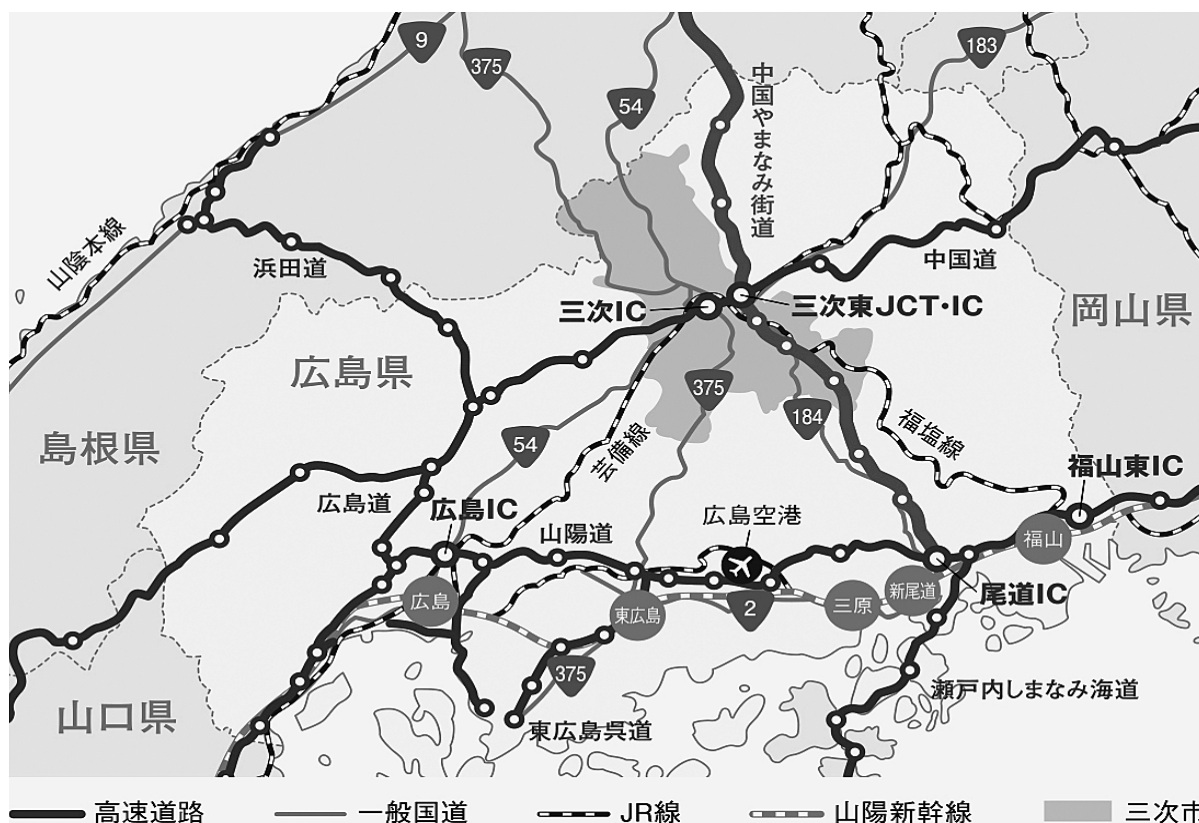 9
375
54
183
中国やまなみ街道
山陰本線
浜田道
中国道
三次IC
三次東JCT・IC
岡山県
広島県
375
184
島根県
54
芸備線
福塩線
福山東IC
広島道
広島IC
山陽道
広島空港
福山
広島
東広島
2
三原
新尾道
尾道IC
375
瀬戸内しまなみ海道
山口県
東広島呉道
高速道路 一般国道 JR線 山陽新幹線 三次市